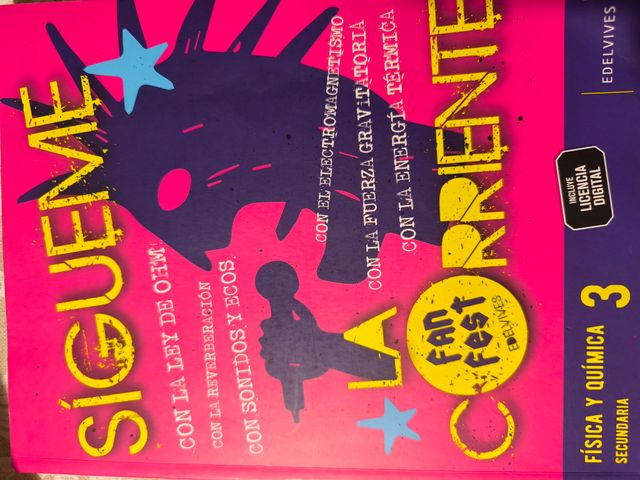 SÍGUEME
CON LA LEY DE OHM
CON LA REVERBERACIÓN
CON SONIDOS Y ECOS.
CON EL ELECTROMAGNETISMO
CON LA FUERZA GRAVITATORIA
CON LA ENERGÍA TÉRMICA
LA
CORRIENTE
FAN
FEST
EDELVIVES
FÍSICA Y QUÍMICA
SECUNDARIA
3
INCLUYE
LICENCIA
DIGITAL
EDELVIVES